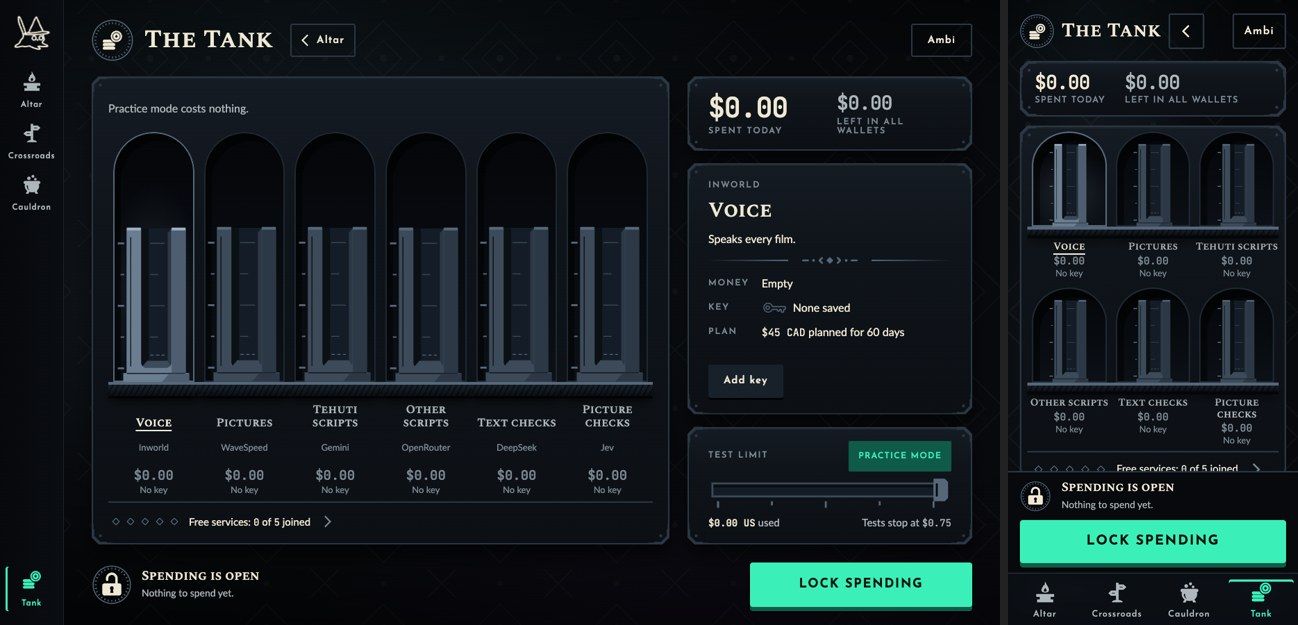 The Tank
Altar
Ambi
Altar
Crossroads
Cauldron
Tank
Practice mode costs nothing.
Voice
Inworld
$0.00
No key
Pictures
WaveSpeed
$0.00
No key
Tehuti
Scripts
Gemini
$0.00
No key
Other
Scripts
OpenRouter
$0.00
No key
Text Checks
DeepSeek
$0.00
No key
Picture
Checks
Jev
$0.00
No key
Free services: 0 of 5 joined
$0.00
SPENT TODAY
$0.00
LEFT IN ALL
WALLETS
INWORLD
Voice
Speaks every film.
MONEY Empty
KEY None saved
PLAN $45 CAD planned for 60 days
Add key
TEST LIMIT
PRACTICE MODE
$0.00 US used
Tests stop at $0.75
Spending is open
Nothing to spend yet.
LOCK SPENDING
The Tank
Ambi
$0.00
SPENT TODAY
$0.00
LEFT IN ALL WALLETS
Voice
$0.00
No key
Pictures
$0.00
No key
Tehuti Scripts
$0.00
No key
Other Scripts
$0.00
No key
Text Checks
$0.00
No key
Picture
Checks
$0.00
No key
Free services: 0 of 5 joined
Spending is open
Nothing to spend yet.
LOCK SPENDING
Altar
Crossroads
Cauldron
Tank